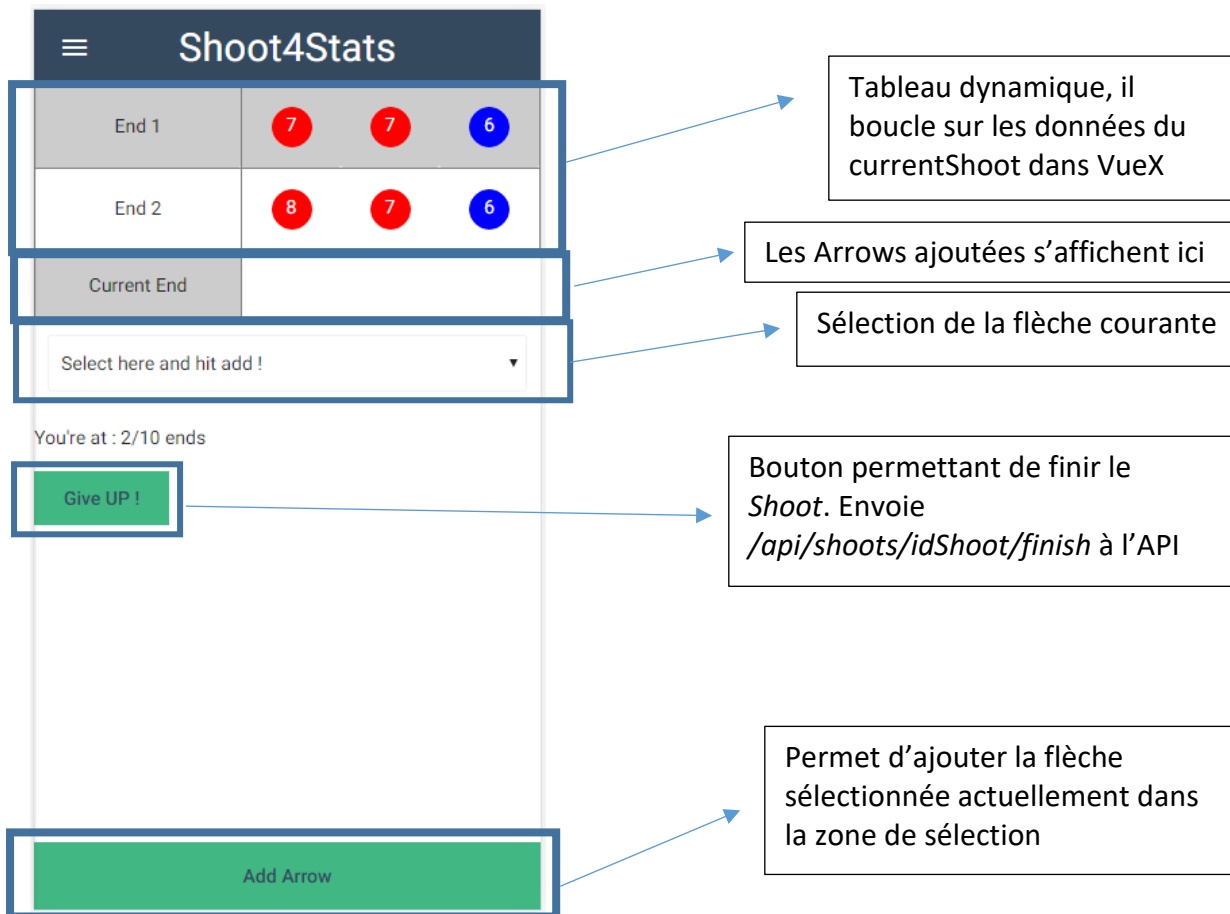 Shoot4Stats
End 1 7 7 6
End 2 8 7 6
Current End
Select here and hit add !
You're at : 2/10 ends
Give UP !
Add Arrow
Tableau dynamique, il
boucle sur les données du
currentShoot dans VueX
Les Arrows ajoutées s’affichent ici
Sélection de la flèche courante
Bouton permettant de finir le
Shoot. Envoie
/api/shoots/idShoot/finish à l’API
Permet d’ajouter la flèche
sélectionnée actuellement dans
la zone de sélection